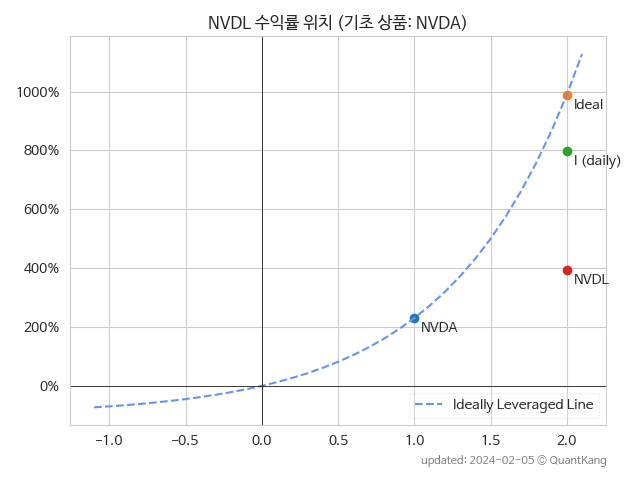 NVDL 수익률 위치 (기초 상품: NVDA)
1000%
800%
600%
400%
200%
0%
Ideal
I (daily)
NVDL
NVDA
Ideally Leveraged Line
−1.0 −0.5 0.0 0.5 1.0 1.5 2.0
updated: 2024-02-05 © QuantKang